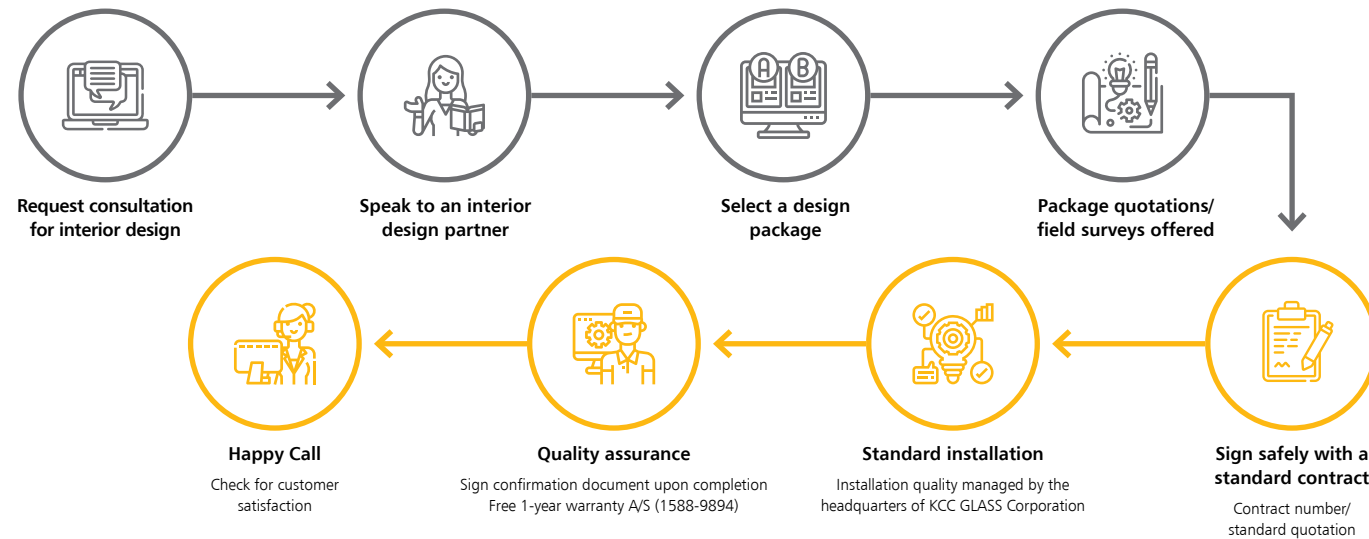 Request consultation
for interior design
Speak to an interior
design partner
Select a design
package
Package quotations/
field surveys offered
Sign safely with a
standard contract
Contract number/
standard quotation
Standard installation
Installation quality managed by the
headquarters of KCC GLASS Corporation
Quality assurance
Sign confirmation document upon completion
Free 1-year warranty A/S (1588-9894)
Happy Call
Check for customer
satisfaction
A B